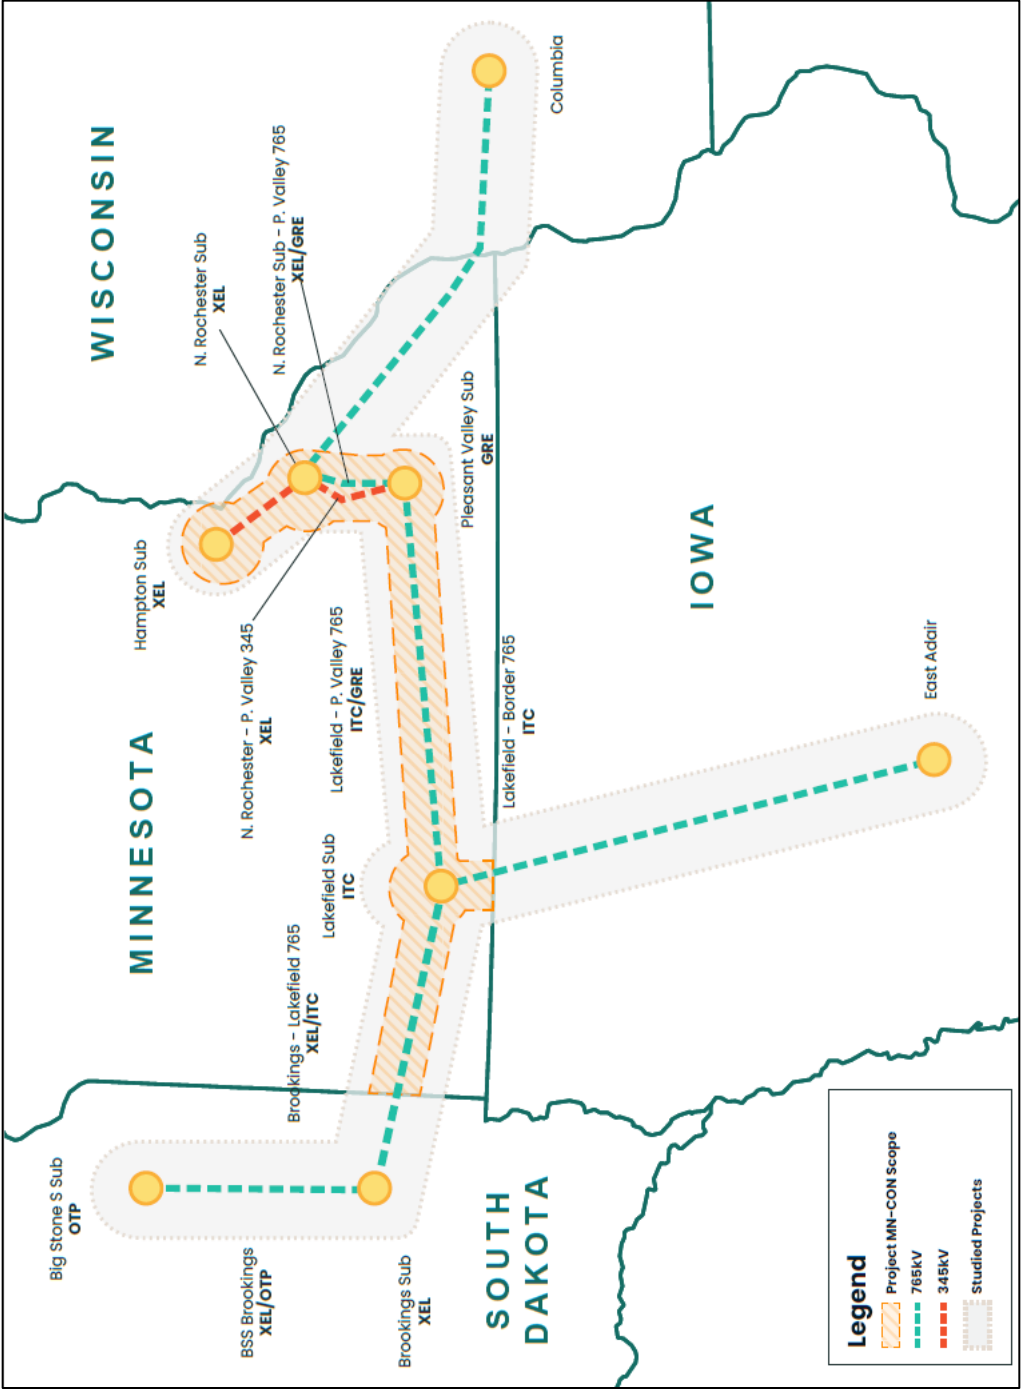 WISCONSIN
MINNESOTA
IOWA
SOUTH
DAKOTA
Big Stone S Sub
OTP
BSS Brookings
XEL/OTP
Brookings Sub
XEL
Brookings - Lakefield 765
XEL/ITC
Lakefield Sub
ITC
Lakefield - P. Valley 765
ITC/GRE
Lakefield - Border 765
ITC
N. Rochester - P. Valley 345
XEL
Hampton Sub
XEL
N. Rochester Sub
XEL
N. Rochester Sub - P. Valley 765
XEL/GRE
Pleasant Valley Sub
GRE
Columbia
East Adair
Legend
Project MN-CON Scope
765kV
345kV
Studied Projects